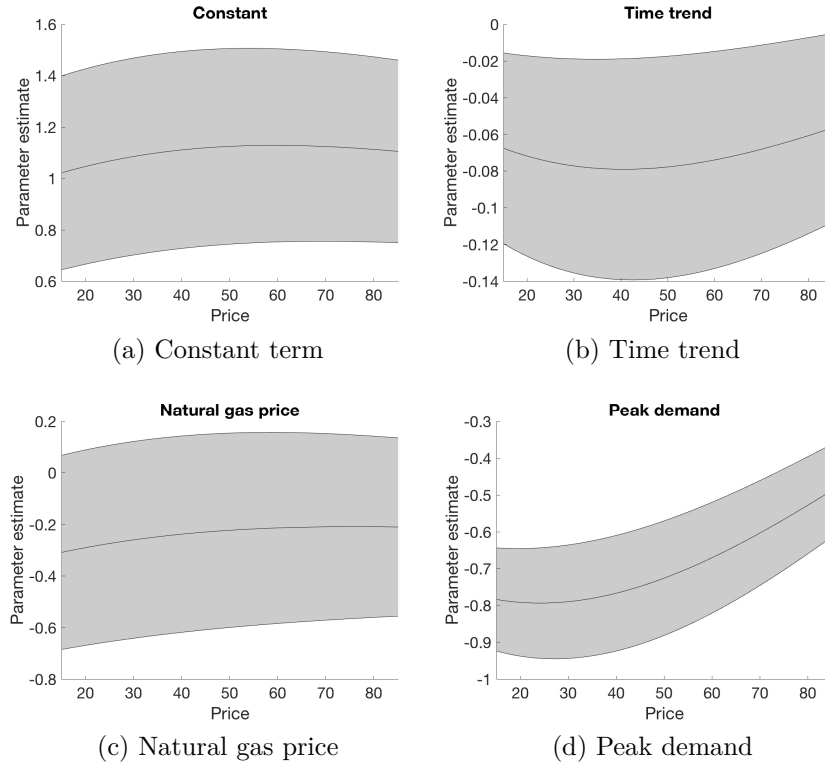 Constant
1.6
1.4
1.2
1
0.8
0.6
Parameter estimate
20 30 40 50 60 70 80
Price
(a) Constant term
Time trend
0
-0.02
-0.04
-0.06
-0.08
-0.1
-0.12
-0.14
Parameter estimate
20 30 40 50 60 70 80
Price
(b) Time trend
Natural gas price
0.2
0
-0.2
-0.4
-0.6
-0.8
Parameter estimate
20 30 40 50 60 70 80
Price
(c) Natural gas price
Peak demand
-0.3
-0.4
-0.5
-0.6
-0.7
-0.8
-0.9
-1
Parameter estimate
20 30 40 50 60 70 80
Price
(d) Peak demand